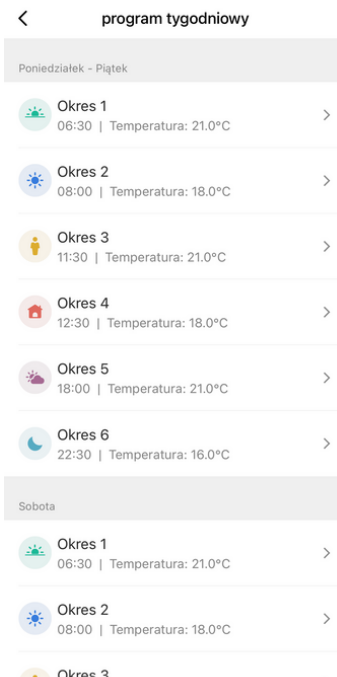 program tygodniowy
Poniedziałek - Piątek
Okres 1
06:30 | Temperatura: 21.0°C
Okres 2
08:00 | Temperatura: 18.0°C
Okres 3
11:30 | Temperatura: 21.0°C
Okres 4
12:30 | Temperatura: 18.0°C
Okres 5
18:00 | Temperatura: 21.0°C
Okres 6
22:30 | Temperatura: 16.0°C
Sobota
Okres 1
06:30 | Temperatura: 21.0°C
Okres 2
08:00 | Temperatura: 18.0°C
Okres 3